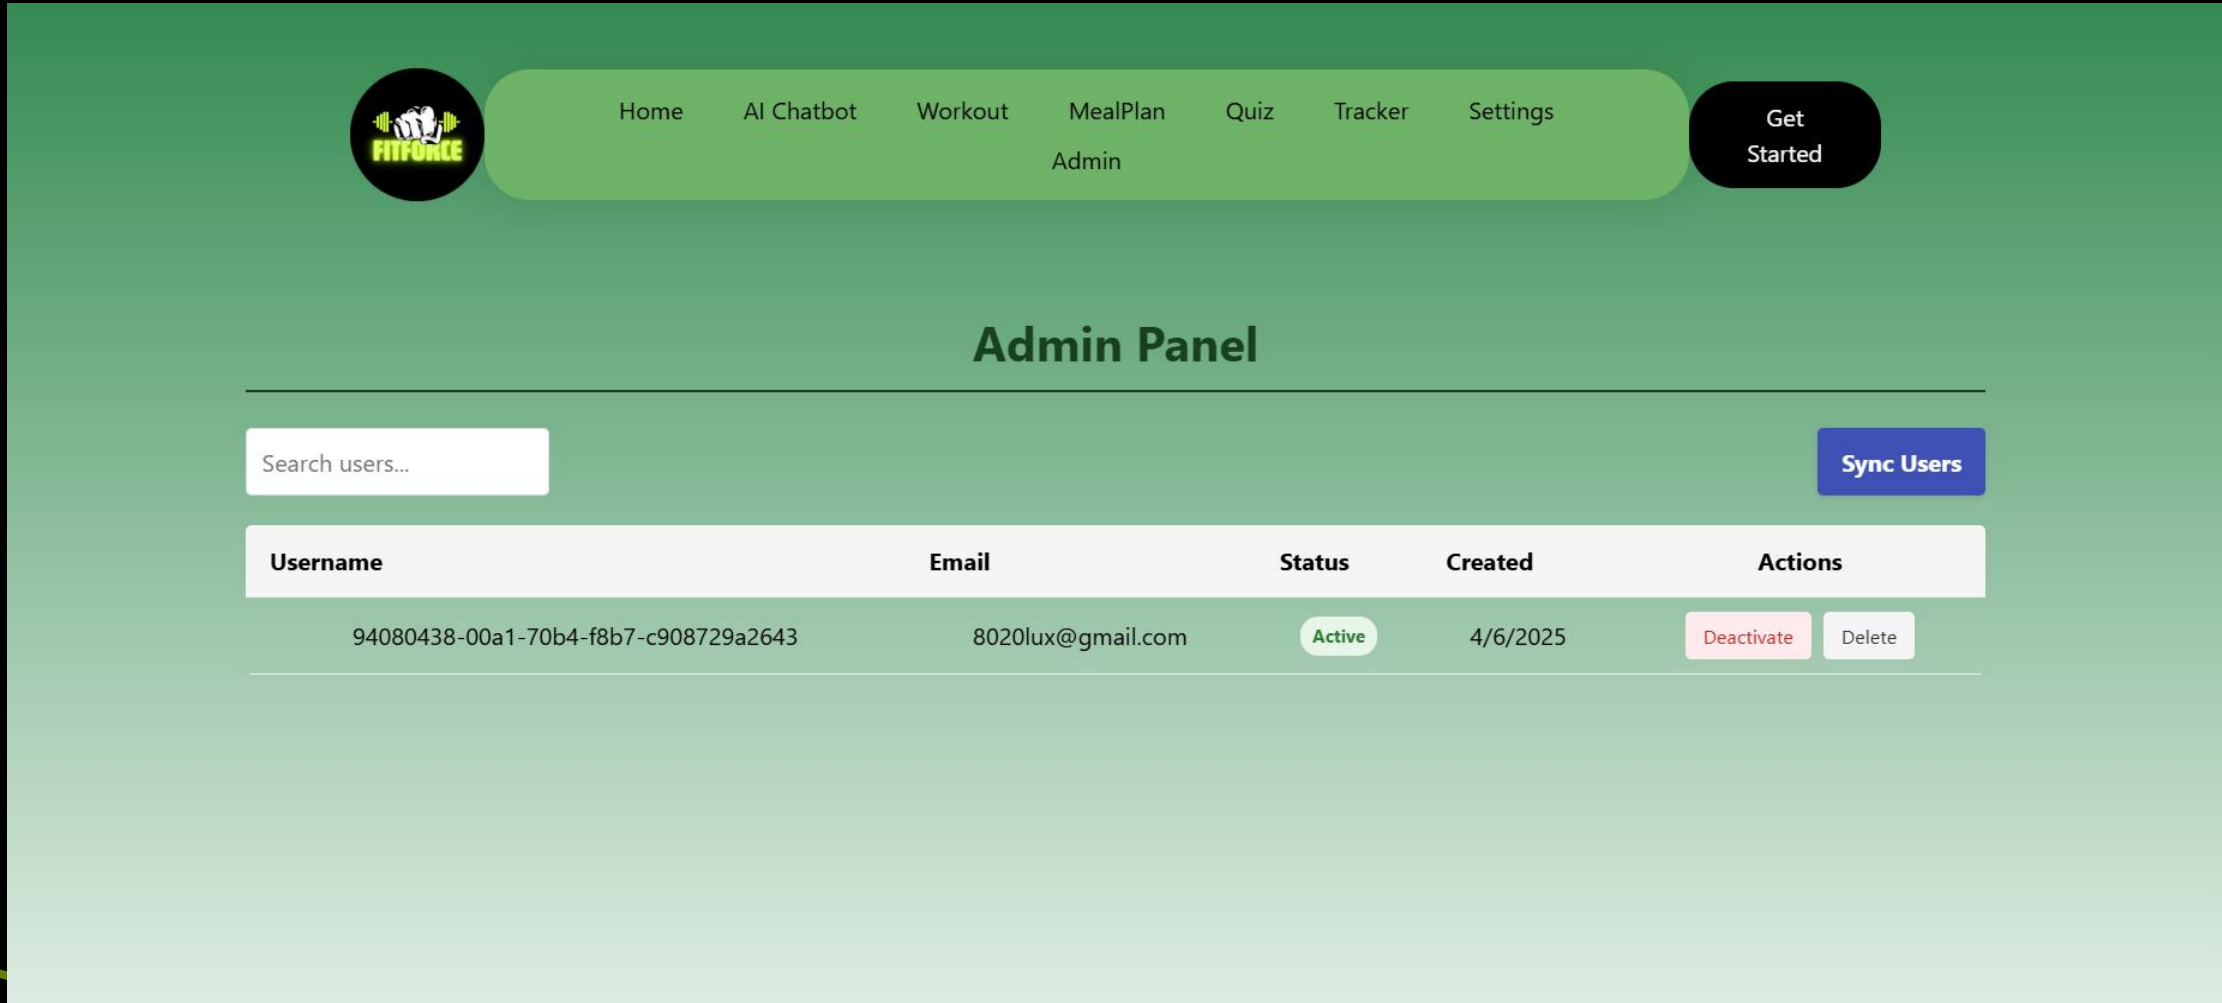 FITFORCE
Home AI Chatbot Workout MealPlan Quiz Tracker Settings
Admin
Get
Started
Admin Panel
Search users...
Sync Users
Username Email Status Created Actions
94080438-00a1-70b4-f8b7-c908729a2643 8020lux@gmail.com Active 4/6/2025 Deactivate Delete